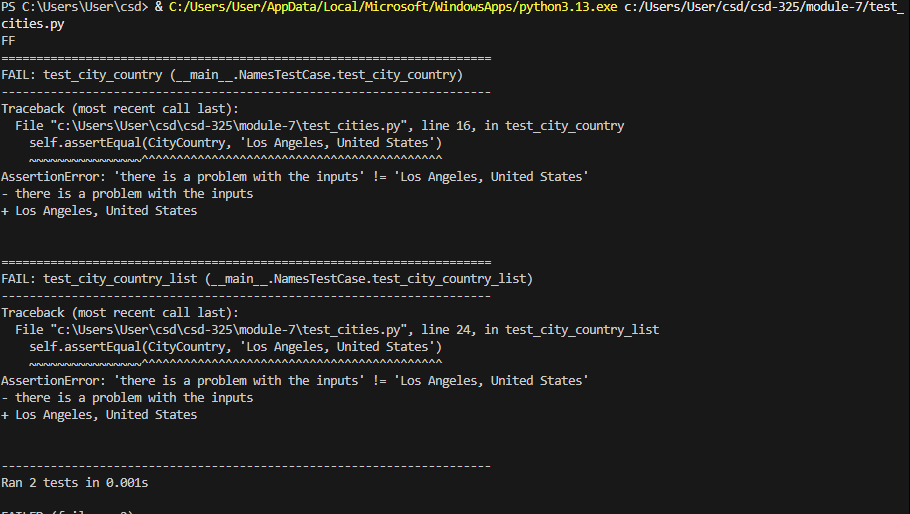 PS C:\Users\User\csd> & C:/Users/User/AppData/Local/Microsoft/WindowsApps/python3.13.exe c:/Users/User/csd/csd-325/module-7/test_
cities.py
FF
======================================================================
FAIL: test_city_country (__main__.NamesTestCase.test_city_country)
----------------------------------------------------------------------
Traceback (most recent call last):
  File "c:\Users\User\csd\csd-325\module-7\test_cities.py", line 16, in test_city_country
    self.assertEqual(CityCountry, 'Los Angeles, United States')
    ~~~~~~~~~~~~~~~~^^^^^^^^^^^^^^^^^^^^^^^^^^^^^^^^^^^^^^^^^^^
AssertionError: 'there is a problem with the inputs' != 'Los Angeles, United States'
- there is a problem with the inputs
+ Los Angeles, United States
======================================================================
FAIL: test_city_country_list (__main__.NamesTestCase.test_city_country_list)
----------------------------------------------------------------------
Traceback (most recent call last):
  File "c:\Users\User\csd\csd-325\module-7\test_cities.py", line 24, in test_city_country_list
    self.assertEqual(CityCountry, 'Los Angeles, United States')
    ~~~~~~~~~~~~~~~~^^^^^^^^^^^^^^^^^^^^^^^^^^^^^^^^^^^^^^^^^^^
AssertionError: 'there is a problem with the inputs' != 'Los Angeles, United States'
- there is a problem with the inputs
+ Los Angeles, United States
----------------------------------------------------------------------
Ran 2 tests in 0.001s